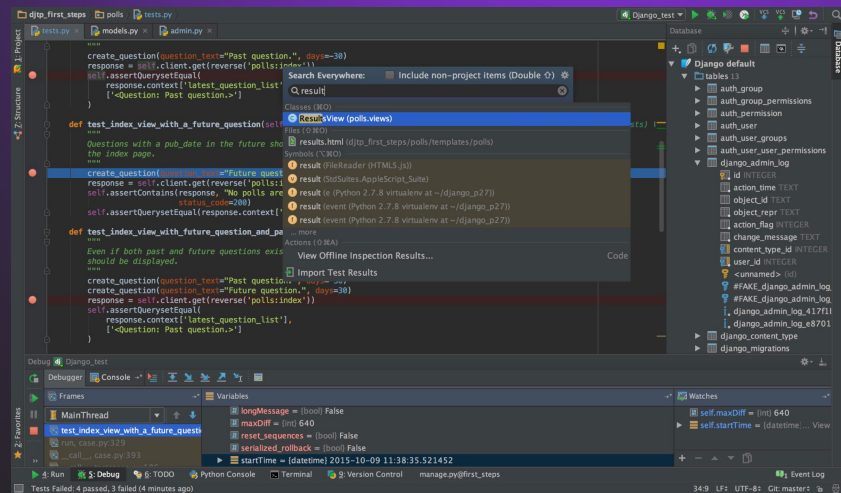 djtp_first_steps polls tests.py Django_test
tests.py × models.py × admin.py × Database
1: Project
Z: Structure
2: Favorites
Database
"""
create_question(question_text="Past question.", days=-30)
response = self.client.get(reverse('polls:index'))
self.assertQuerysetEqual(
response.context['latest_question_list'
['<Question: Past question.>']
)
def test_index_view_with_a_future_question(self
"""
Questions with a pub_date in the future sho
the index page.
"""
create_question(question_text="Future quest
response = self.client.get(reverse('polls:i
self.assertContains(response, "No polls are
status_code=200)
self.assertQuerysetEqual(response.context['
def test_index_view_with_future_question_and_pa
"""
Even if both past and future questions exis
should be displayed.
"""
create_question(question_text="Past question.", days=-30)
create_question(question_text="Future question.", days=30)
response = self.client.get(reverse('polls:index'))
self.assertQuerysetEqual(
response.context['latest_question_list'],
['<Question: Past question.>']
)
Search Everywhere: Include non-project items (Double ⇧)
result
Classes (⌘O)
ResultsView (polls.views)
Files (⇧⌘O)
results.html (djtp_first_steps/polls/templates/polls)
Symbols (⌥⌘O)
result (FileReader (HTML5.js))
result (StdSuites.AppleScript_Suite)
result (e (Python 2.7.8 virtualenv at ~/django_p27))
result (event (Python 2.7.8 virtualenv at ~/django_p27))
result (event (Python 2.7.8 virtualenv at ~/django_p27))
... more
Actions (⇧⌘A)
View Offline Inspection Results... Code
Import Test Results
Django default
tables 13
auth_group
auth_group_permissions
auth_permission
auth_user
auth_user_groups
auth_user_user_permissions
django_admin_log
id INTEGER
action_time TEXT
object_id TEXT
object_repr TEXT
action_flag INTEGER
change_message TEXT
content_type_id INTEGER
user_id INTEGER
<unnamed> (id)
#FAKE_django_admin_log_
#FAKE_django_admin_log_
django_admin_log_417f1
django_admin_log_e8701
django_content_type
django_migrations
Debug Django_test
Debugger Console
Frames Variables Watches
MainThread
test_index_view_with_a_future_questi
run, case.py:329
__call__, case.py:393
longMessage = {bool} False
maxDiff = {int} 640
reset_sequences = {bool} False
serialized_rollback = {bool} False
startTime = {datetime} 2015-10-09 11:38:35.521452
self.maxDiff = {int} 640
self.startTime = {datetime}... View
4: Run 5: Debug 6: TODO Python Console Terminal 9: Version Control manage.py@first_steps Event Log
Tests Failed: 4 passed, 3 failed (4 minutes ago) 34:9 LF÷ UTF-8÷ Git: master÷